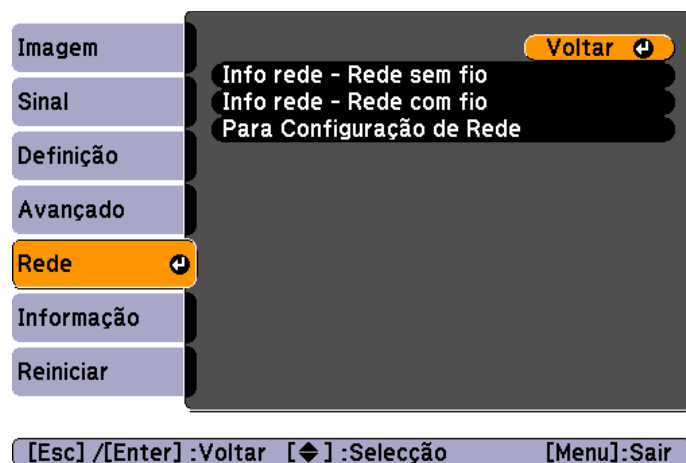 Imagem
Sinal
Definição
Avançado
Rede
Informação
Reiniciar
Voltar
Info rede - Rede sem fio
Info rede - Rede com fio
Para Configuração de Rede
[Esc] /[Enter] :Voltar [◆] :Selecção [Menu]:Sair